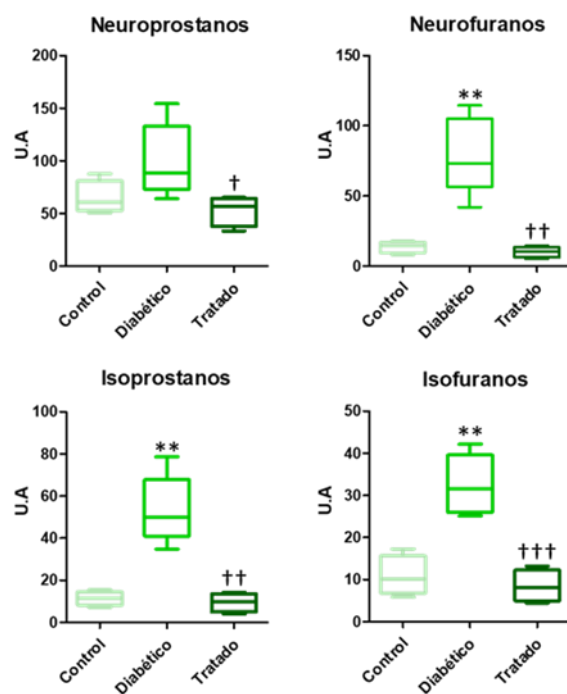 Neuroprostanos
200
150
100
50
0
U.A
†
Control
Diabético
Tratado
Neurofuranos
150
100
50
0
U.A
**
††
Control
Diabético
Tratado
Isoprostanos
100
80
60
40
20
0
U.A
**
††
Control
Diabético
Tratado
Isofuranos
50
40
30
20
10
0
U.A
**
†††
Control
Diabético
Tratado